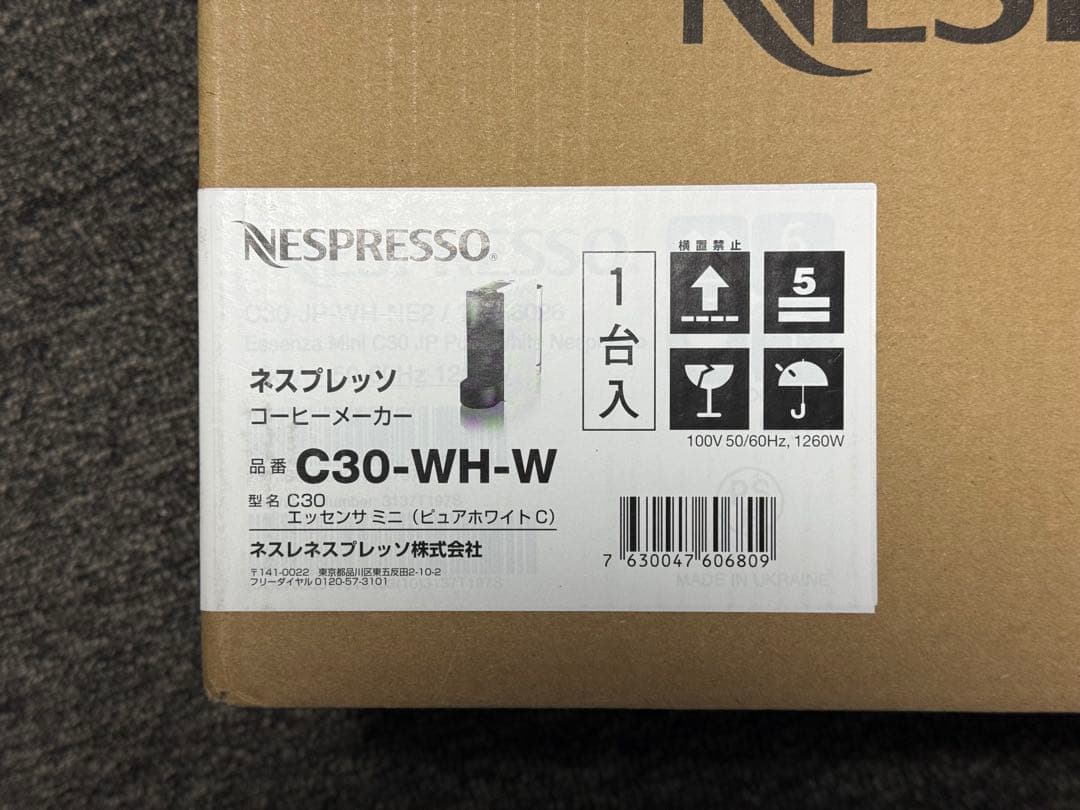 NESPRESSO
NESPRESSO®
ネスプレッソ
コーヒーメーカー
品番 C30-WH-W
型名 C30
エッセンサ ミニ（ピュアホワイト C）
ネスレネスプレッソ株式会社
〒141-0022 東京都品川区東五反田2-10-2
フリーダイヤル 0120-57-3101
1台入
横置禁止
5
100V 50/60Hz, 1260W
7 630047 606809
MADE IN UKRAINE